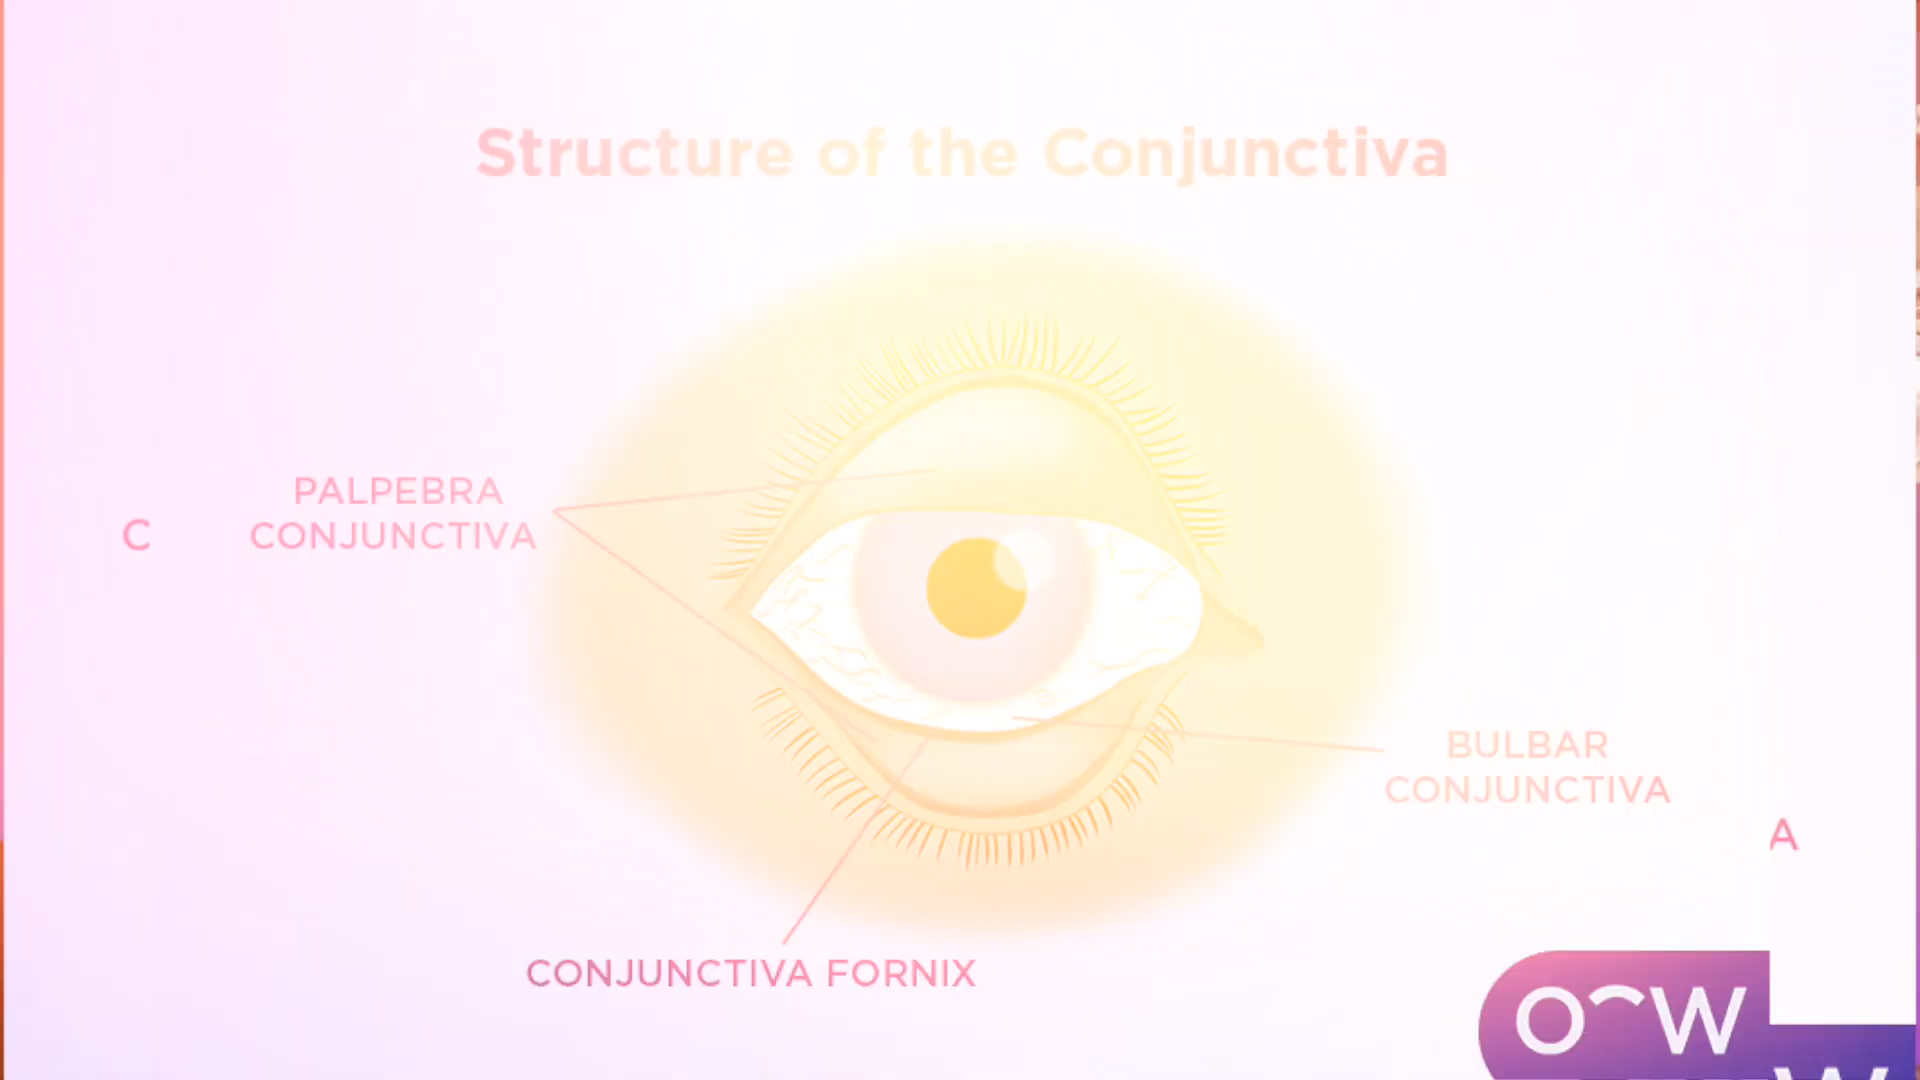 Structure of the Conjunctiva
PALPEBRA
CONJUNCTIVA
C
BULBAR
CONJUNCTIVA
A
CONJUNCTIVA FORNIX
W